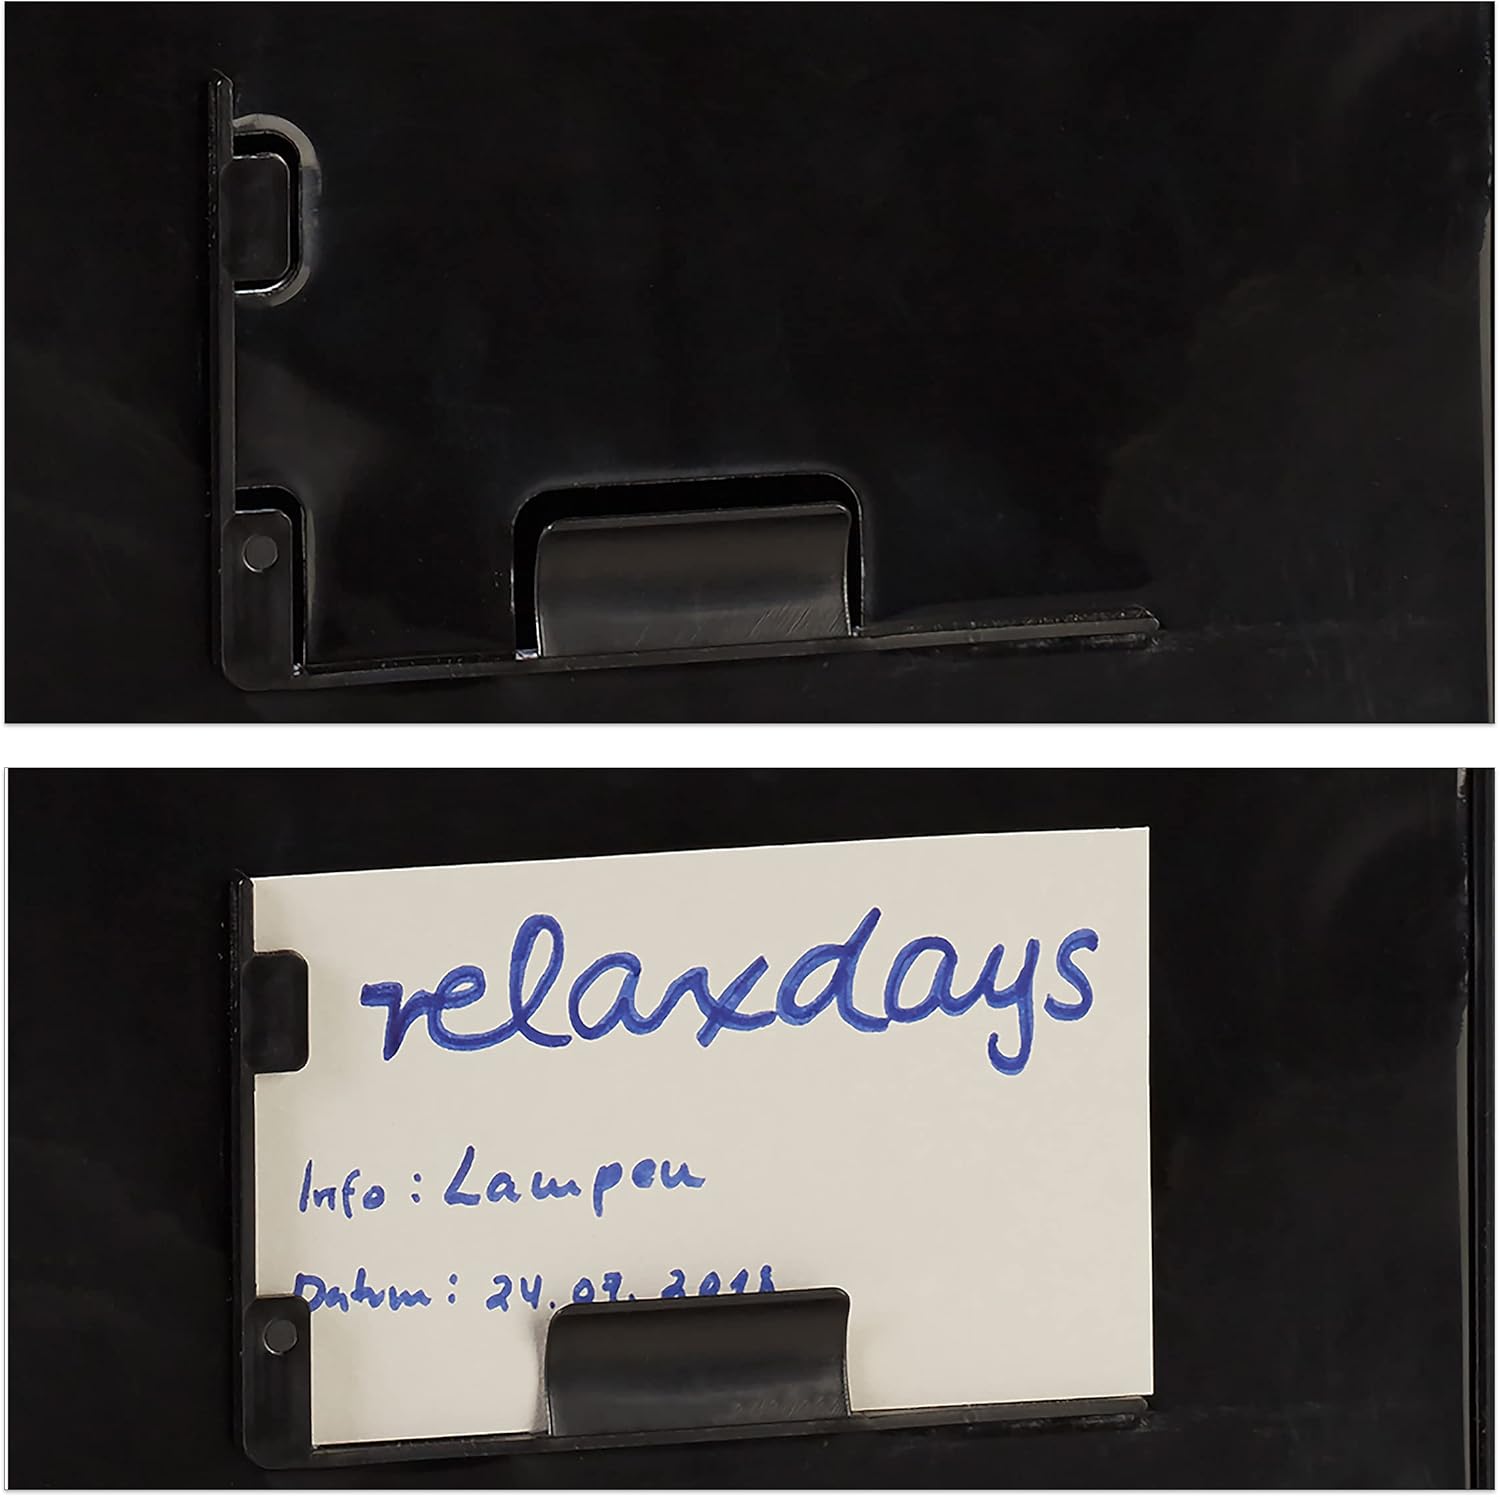 relaxdays
Info: Lampen
Datum: 24.07.2018